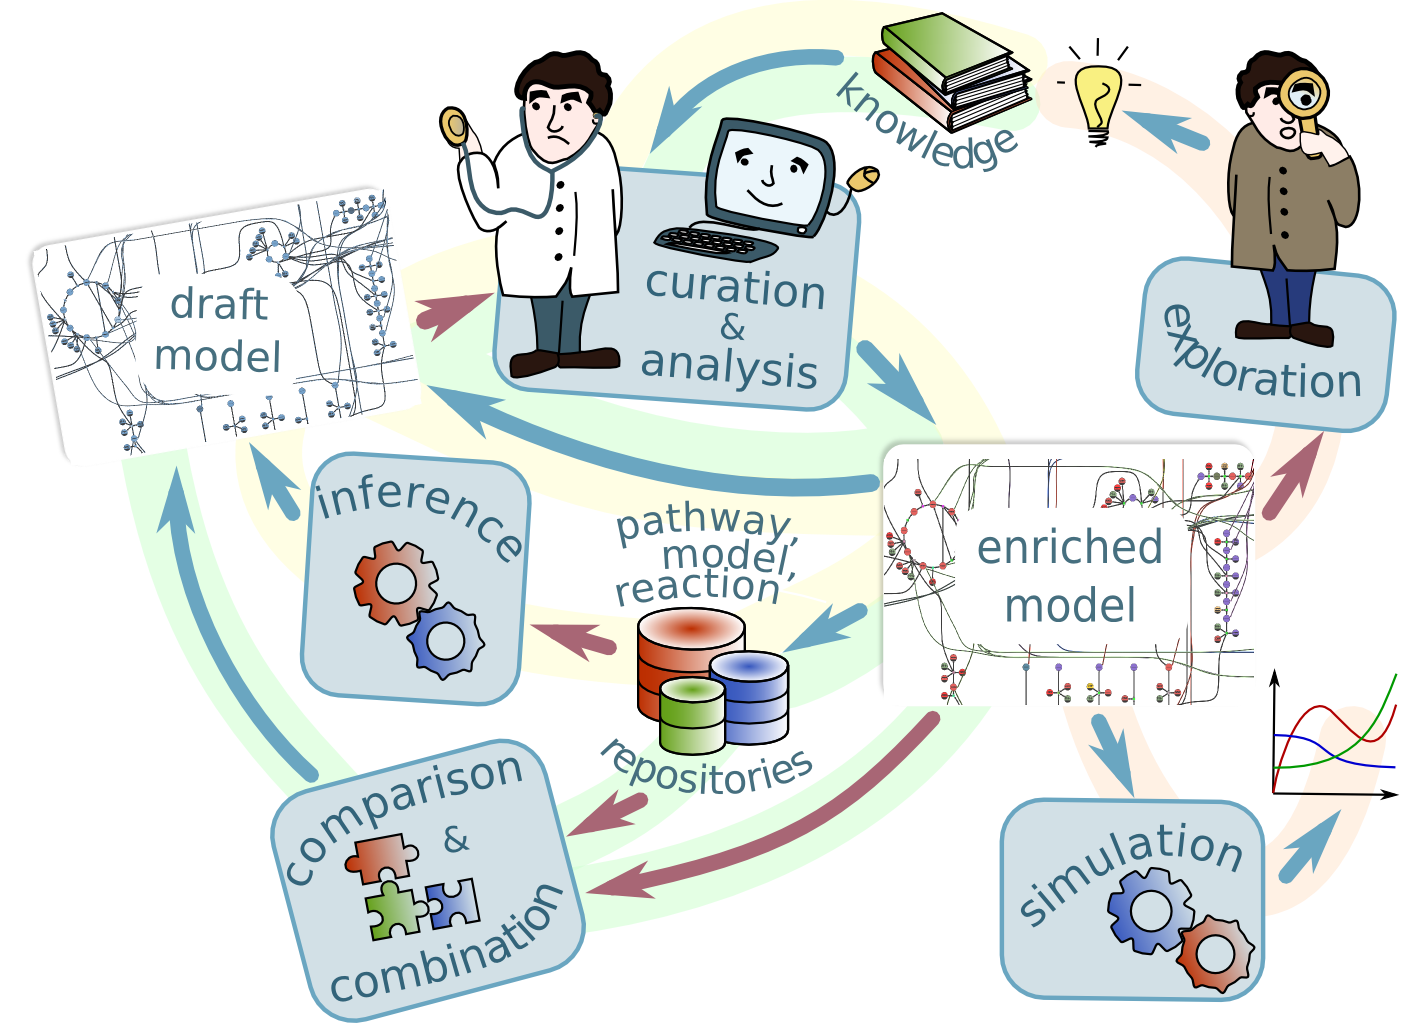 knowledge
curation
&
analysis
draft
model
exploration
inference
pathway,
model,
reaction
enriched
model
repositories
comparison
&
combination
simulation